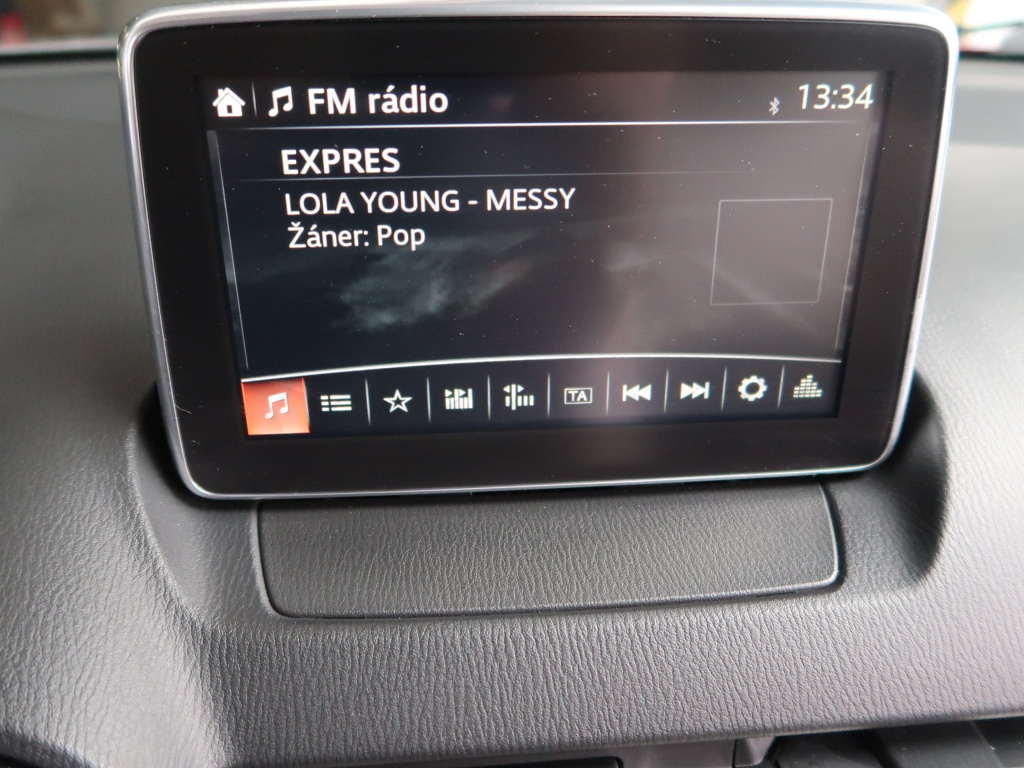 FM rádio
13:34
EXPRES
LOLA YOUNG - MESSY
Žáner: Pop
TA